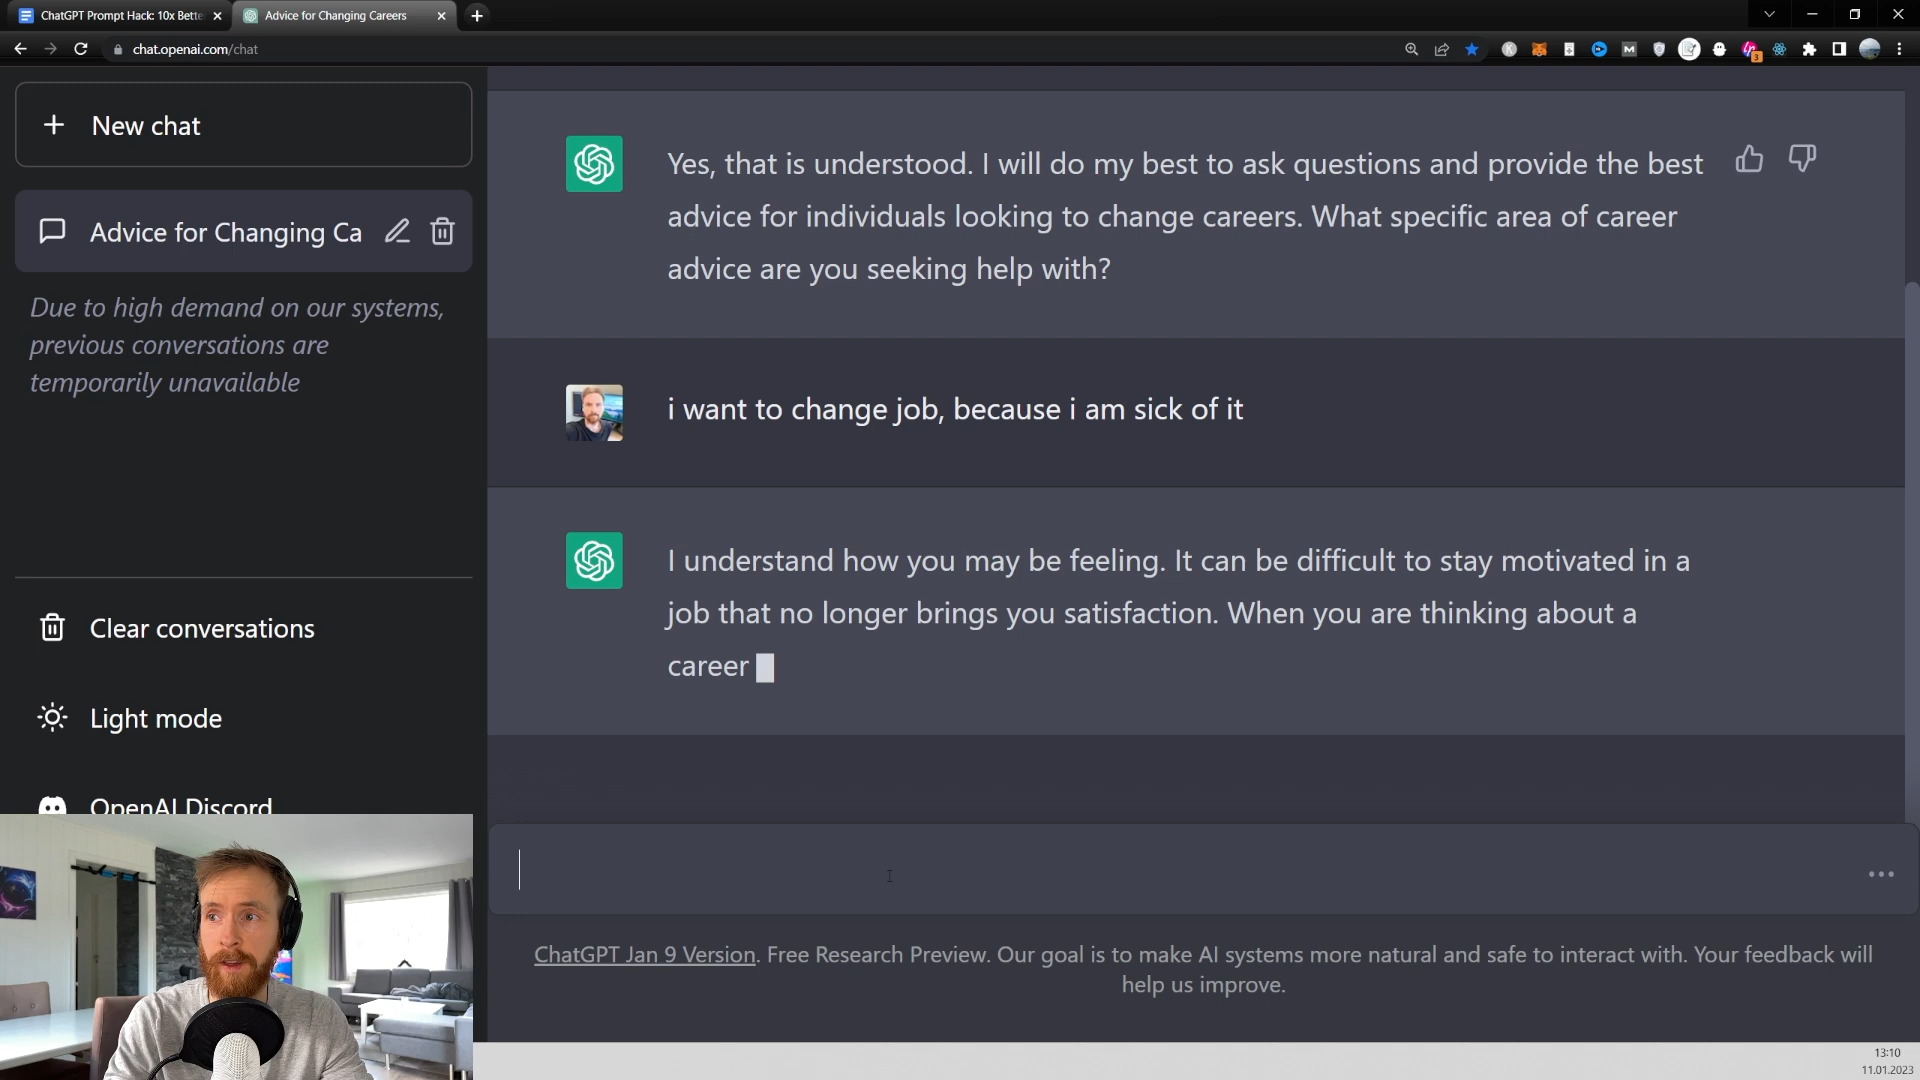 ChatGPT Prompt Hack: 10x Bette
Advice for Changing Careers
chat.openai.com/chat
3
New chat
Advice for Changing Ca
Due to high demand on our systems,
previous conversations are
temporarily unavailable
Clear conversations
Light mode
OpenAI Discord
Yes, that is understood. I will do my best to ask questions and provide the best
advice for individuals looking to change careers. What specific area of career
advice are you seeking help with?
i want to change job, because i am sick of it
I understand how you may be feeling. It can be difficult to stay motivated in a
job that no longer brings you satisfaction. When you are thinking about a
career
ChatGPT Jan 9 Version. Free Research Preview. Our goal is to make AI systems more natural and safe to interact with. Your feedback will
help us improve.
13:10
11.01.2023